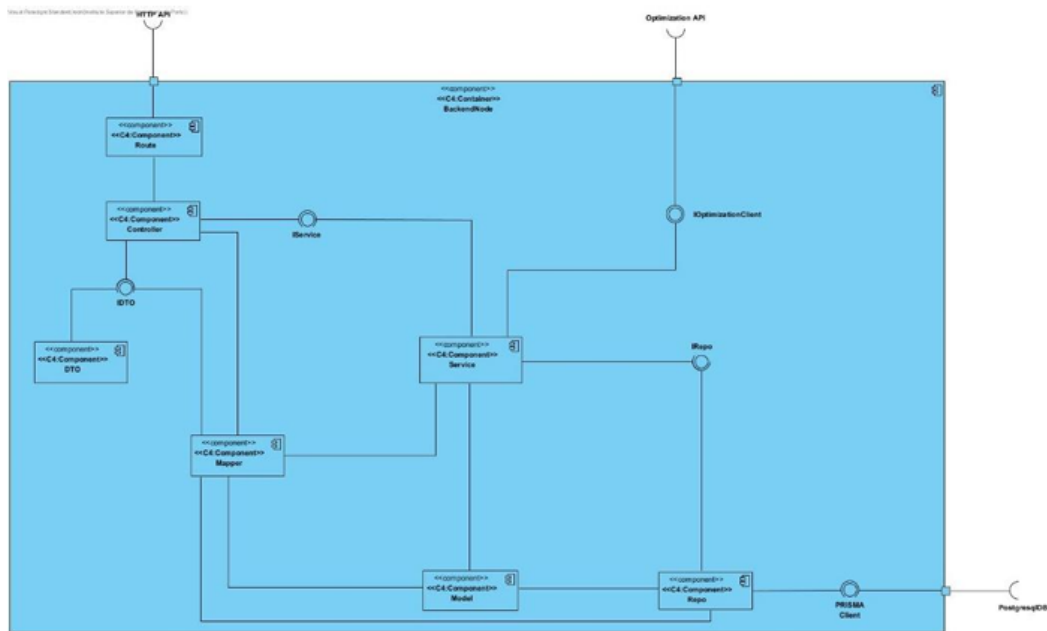 HTTP API
Optimization API
<<component>>
<<C4:Container>>
BackendNode
<<component>>
<<C4:Component>>
Route
<<component>>
<<C4:Component>>
Controller
IService
IOptimizationClient
IDTO
<<component>>
<<C4:Component>>
DTO
<<component>>
<<C4:Component>>
Service
IRepo
<<component>>
<<C4:Component>>
Mapper
<<component>>
<<C4:Component>>
Model
<<component>>
<<C4:Component>>
Repo
PRISMA
Client
PostgresqlDB